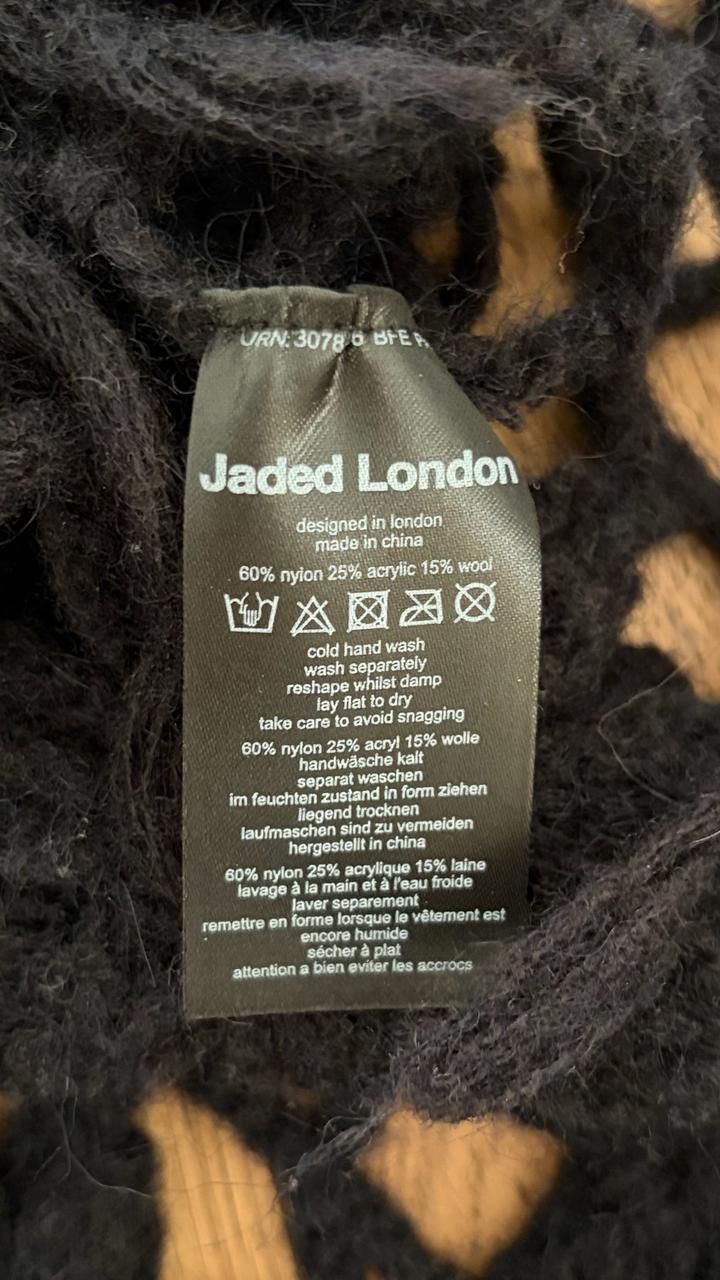 URN:3078 6 BFE
Jaded London
designed in london
made in china
60% nylon 25% acrylic 15% wool
cold hand wash
wash separately
reshape whilst damp
lay flat to dry
take care to avoid snagging
60% nylon 25% acryl 15% wolle
handwäsche kalt
separat waschen
im feuchten zustand in form ziehen
liegend trocknen
laufmaschen sind zu vermeiden
hergestellt in china
60% nylon 25% acrylique 15% laine
lavage à la main et à l'eau froide
laver separement
remettre en forme lorsque le vêtement est
encore humide
sécher à plat
attention a bien eviter les accrocs